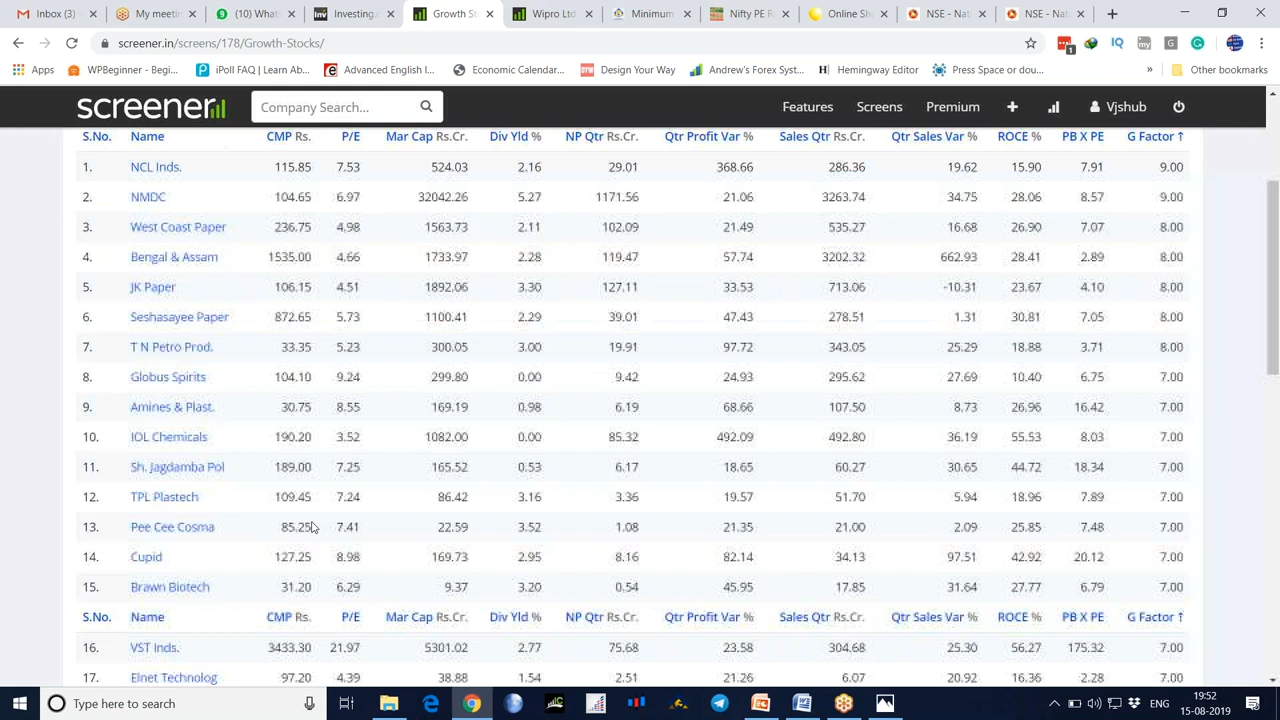 Inbox (3)
My meetin
(10) Whats
Investing.c
Growth St
Wipro Ltd
Minimum
Nifty PE R
Online Sha
NSE - Nati
NSE - Nati
screener.in/screens/178/Growth-Stocks/
Apps
WPBeginner - Begi...
iPoll FAQ | Learn Ab...
Advanced English I...
Economic Calendar...
Design Your Way
Andrew's Forex Syst...
Hemingway Editor
Press Space or dou...
»
Other bookmarks
screener
Company Search...
Features
Screens
Premium
Vjshub
S.No. Name CMP Rs. P/E Mar Cap Rs.Cr. Div Yld % NP Qtr Rs.Cr. Qtr Profit Var % Sales Qtr Rs.Cr. Qtr Sales Var % ROCE % PB X PE G Factor ↑
1. NCL Inds. 115.85 7.53 524.03 2.16 29.01 368.66 286.36 19.62 15.90 7.91 9.00
2. NMDC 104.65 6.97 32042.26 5.27 1171.56 21.06 3263.74 34.75 28.06 8.57 9.00
3. West Coast Paper 236.75 4.98 1563.73 2.11 102.09 21.49 535.27 16.68 26.90 7.07 8.00
4. Bengal & Assam 1535.00 4.66 1733.97 2.28 119.47 57.74 3202.32 662.93 28.41 2.89 8.00
5. JK Paper 106.15 4.51 1892.06 3.30 127.11 33.53 713.06 -10.31 23.67 4.10 8.00
6. Seshasayee Paper 872.65 5.73 1100.41 2.29 39.01 47.43 278.51 1.31 30.81 7.05 8.00
7. T N Petro Prod. 33.35 5.23 300.05 3.00 19.91 97.72 343.05 25.29 18.88 3.71 8.00
8. Globus Spirits 104.10 9.24 299.80 0.00 9.42 24.93 295.62 27.69 10.40 6.75 7.00
9. Amines & Plast. 30.75 8.55 169.19 0.98 6.19 68.66 107.50 8.73 26.96 16.42 7.00
10. IOL Chemicals 190.20 3.52 1082.00 0.00 85.32 492.09 492.80 36.19 55.53 8.03 7.00
11. Sh. Jagdamba Pol 189.00 7.25 165.52 0.53 6.17 18.65 60.27 30.65 44.72 18.34 7.00
12. TPL Plastech 109.45 7.24 86.42 3.16 3.36 19.57 51.70 5.94 18.96 7.89 7.00
13. Pee Cee Cosma 85.25 7.41 22.59 3.52 1.08 21.35 21.00 2.09 25.85 7.48 7.00
14. Cupid 127.25 8.98 169.73 2.95 8.16 82.14 34.13 97.51 42.92 20.12 7.00
15. Brawn Biotech 31.20 6.29 9.37 3.20 0.54 45.95 17.85 31.64 27.77 6.79 7.00
S.No. Name CMP Rs. P/E Mar Cap Rs.Cr. Div Yld % NP Qtr Rs.Cr. Qtr Profit Var % Sales Qtr Rs.Cr. Qtr Sales Var % ROCE % PB X PE G Factor ↑
16. VST Inds. 3433.30 21.97 5301.02 2.77 75.68 23.58 304.68 25.30 56.27 175.32 7.00
17. Elnet Technolog 97.20 4.39 38.88 1.54 2.51 21.26 6.07 20.92 16.36 2.28 7.00
Type here to search
19:52
15-08-2019